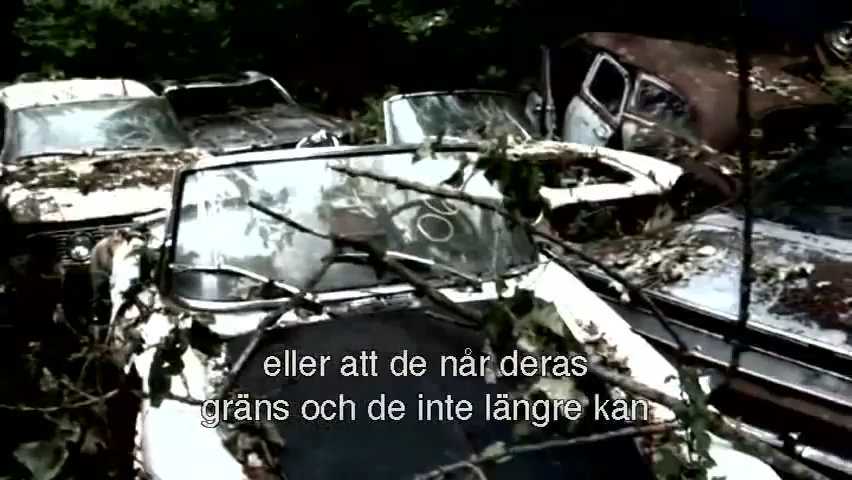 eller att de når deras
gräns och de inte längre kan